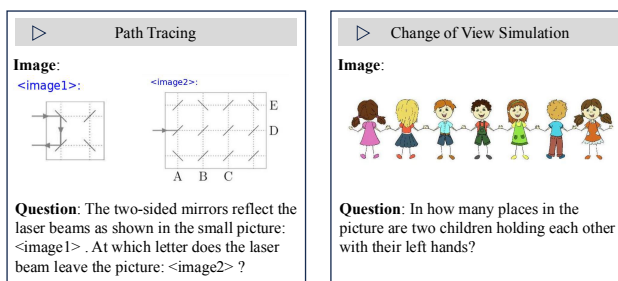 Path Tracing
Image:
<image1>:
<image2>:
E
D
A B C
Question: The two-sided mirrors reflect the
laser beams as shown in the small picture:
<image1> . At which letter does the laser
beam leave the picture: <image2> ?
Change of View Simulation
Image:
Question: In how many places in the
picture are two children holding each other
with their left hands?